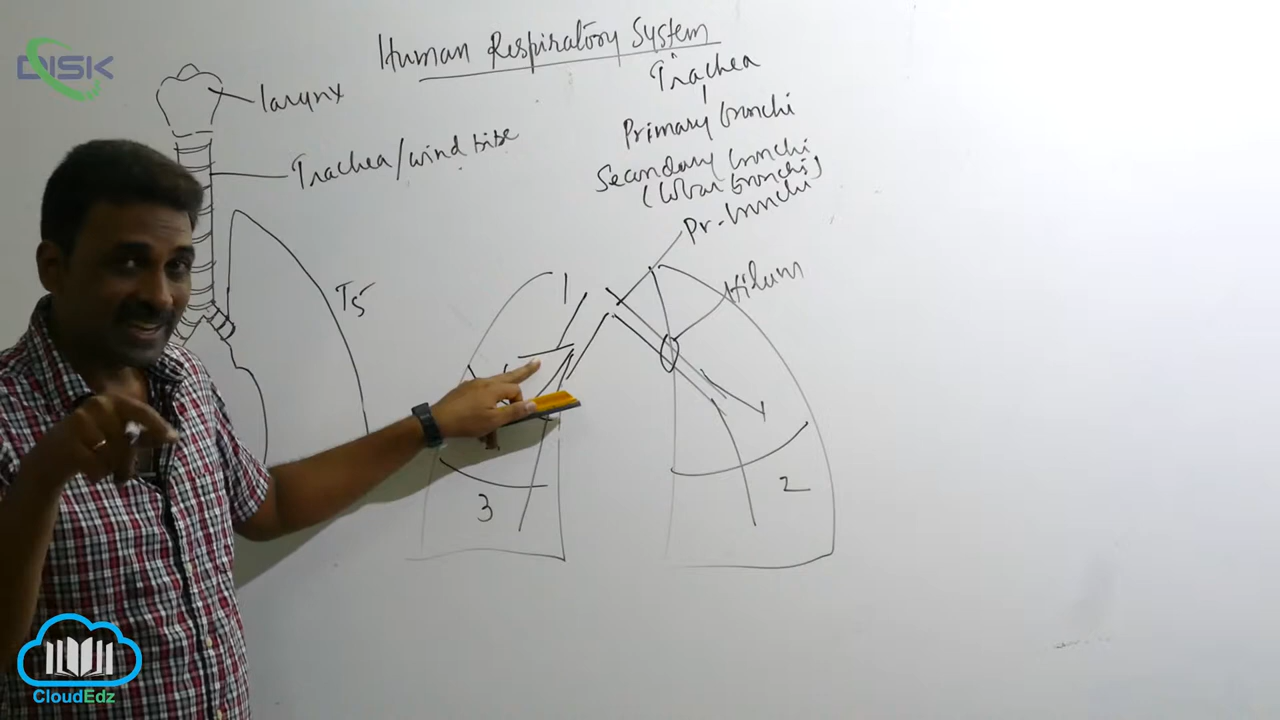 DISK
Human Respiratory System
larynx
Trachea/wind pipe
T5
Trachea
Primary bronchi
Secondary bronchi
(lobar bronchi)
Pr-bronchi
Hilum
1
3
2
CloudEdz